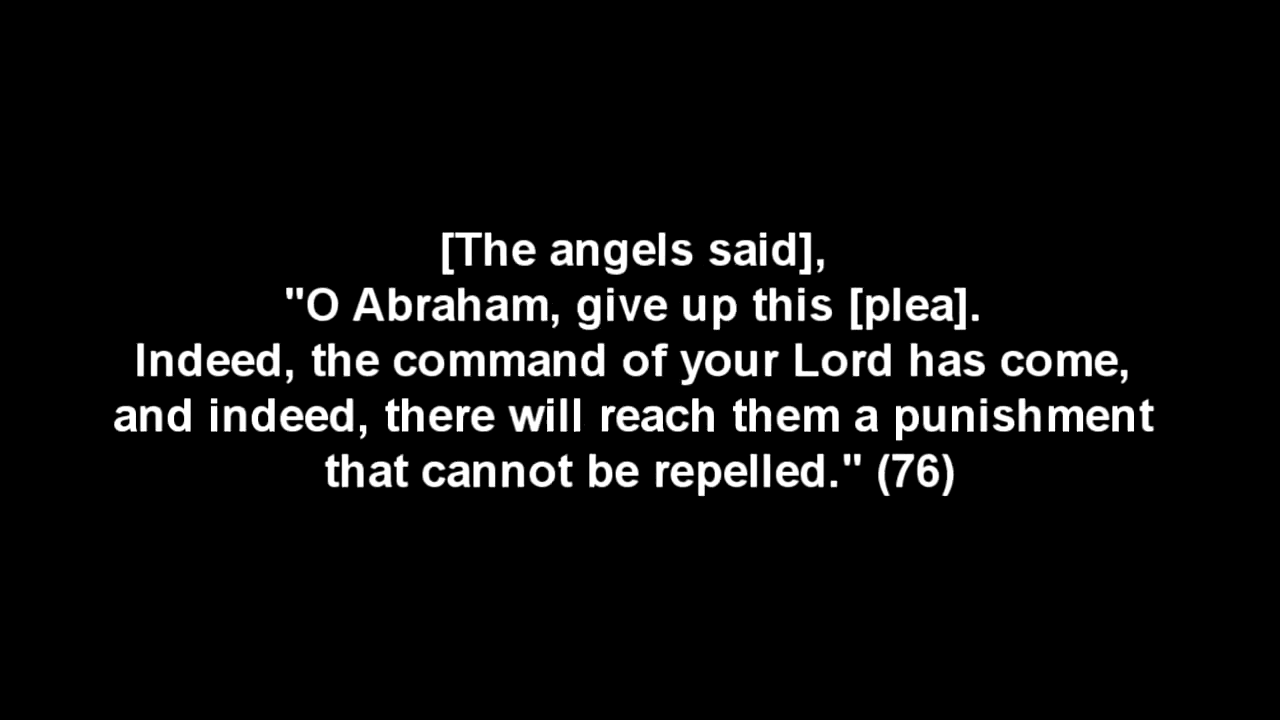 [The angels said],
"O Abraham, give up this [plea].
Indeed, the command of your Lord has come,
and indeed, there will reach them a punishment
that cannot be repelled." (76)